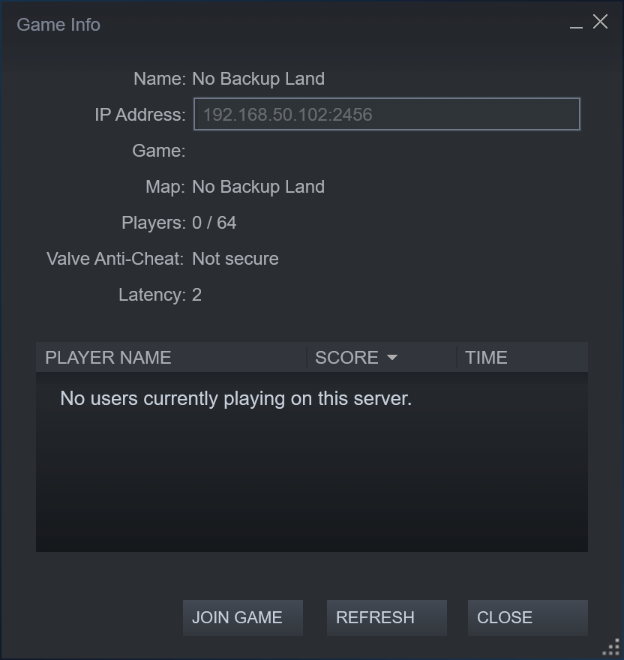 Game Info
Name: No Backup Land
IP Address: 192.168.50.102:2456
Game:
Map: No Backup Land
Players: 0 / 64
Valve Anti-Cheat: Not secure
Latency: 2
PLAYER NAME SCORE TIME
No users currently playing on this server.
JOIN GAME REFRESH CLOSE